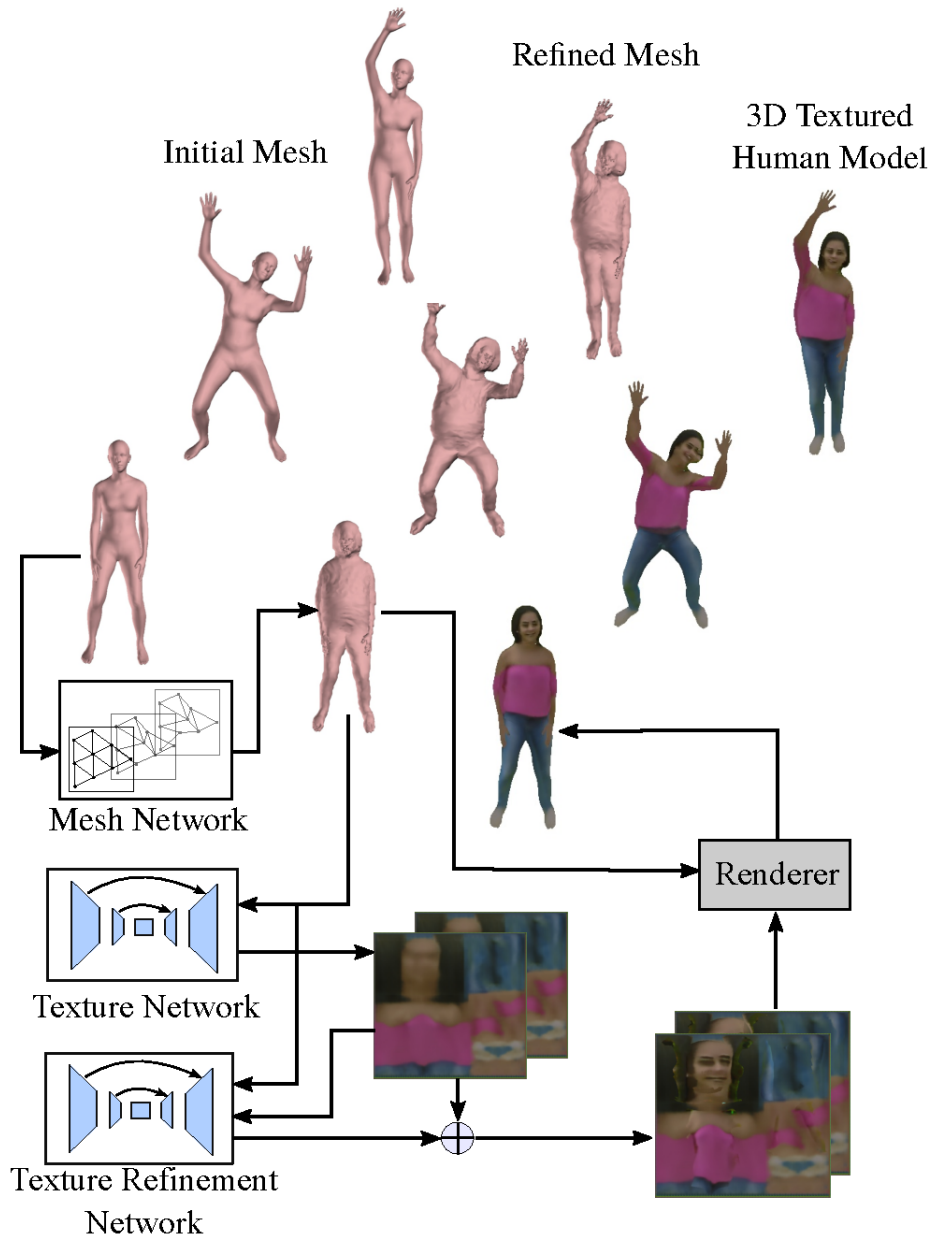 Refined Mesh
3D Textured
Human Model
Initial Mesh
Mesh Network
Renderer
Texture Network
Texture Refinement
Network